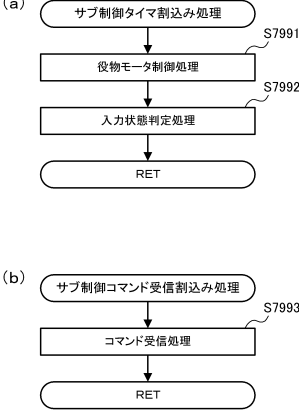 (a)
サブ制御タイマ割込み処理
S7991
役物モータ制御処理
S7992
入力状態判定処理
RET
(b)
サブ制御コマンド受信割込み処理
S7993
コマンド受信処理
RET